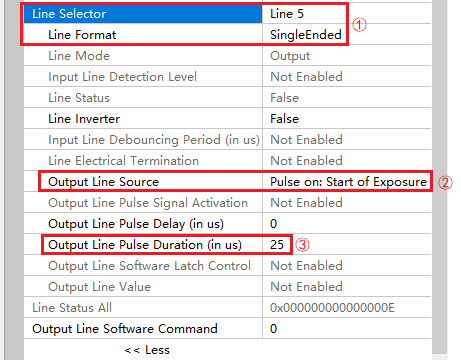 Line Selector Line 5
Line Format SingleEnded
①
Line Mode Output
Input Line Detection Level Not Enabled
Line Status False
Line Inverter False
Input Line Debouncing Period (in us) Not Enabled
Line Electrical Termination Not Enabled
Output Line Source Pulse on: Start of Exposure ②
Output Line Pulse Signal Activation Not Enabled
Output Line Pulse Delay (in us) 0
Output Line Pulse Duration (in us) 25 ③
Output Line Software Latch Control Not Enabled
Output Line Value Not Enabled
Line Status All 0x000000000000000E
Output Line Software Command 0
<< Less